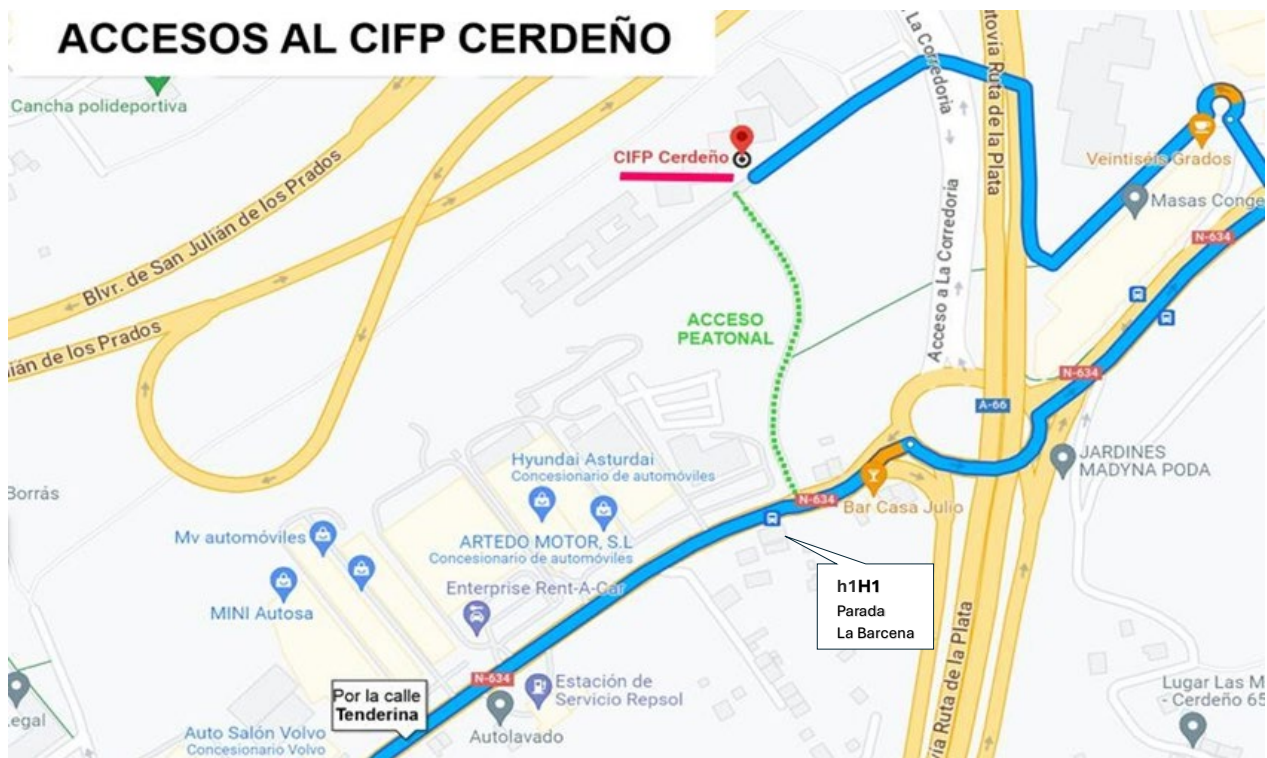 ACCESOS AL CIFP CERDEÑO
Cancha polideportiva
utovía Ruta de la Plata
La Corredoria
CIFP Cerdeño
Veintiséis Grados
Masas Conge
N-634
Blvr. de San Julián de los Prados
Acceso a La Corredoria
ACCESO
PEATONAL
lián de los Prados
N-634
A-66
JARDINES
MADYNA PODA
Hyundai Asturdai
Concesionario de automóviles
Borrás
N-634
Bar Casa Julio
Mv automóviles
ARTEDO MOTOR, S.L
Concesionario de automóviles
Enterprise Rent-A-Car
MINI Autosa
h1H1
Parada
La Barcena
vía Ruta de la Plata
N-634
Por la calle
Tenderina
Estación de
Servicio Repsol
Lugar Las M
- Cerdeño 65
egal
Auto Salón Volvo
Concesionario Volvo
Autolavado